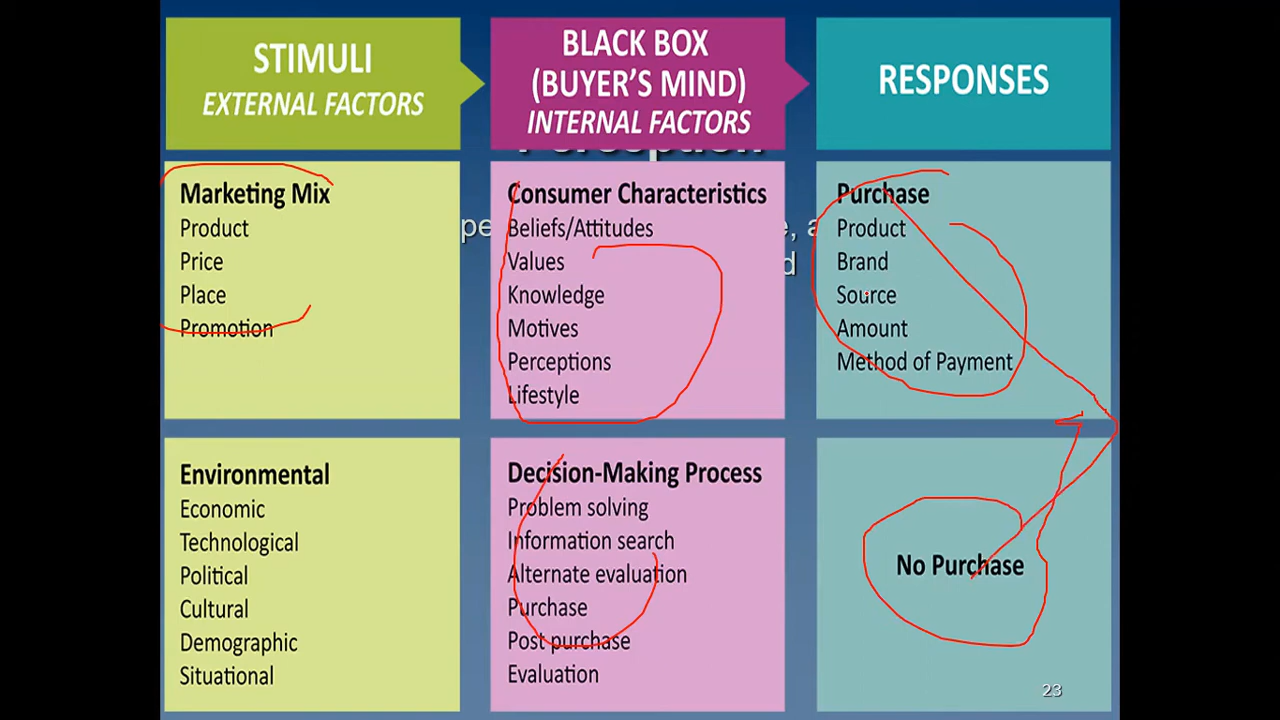 STIMULI
EXTERNAL FACTORS
BLACK BOX
(BUYER'S MIND)
INTERNAL FACTORS
RESPONSES
Perception
Marketing Mix
Product
Price
Place
Promotion
Consumer Characteristics
Beliefs/Attitudes
Values
Knowledge
Motives
Perceptions
Lifestyle
Purchase
Product
Brand
Source
Amount
Method of Payment
Environmental
Economic
Technological
Political
Cultural
Demographic
Situational
Decision-Making Process
Problem solving
Information search
Alternate evaluation
Purchase
Post purchase
Evaluation
No Purchase
23